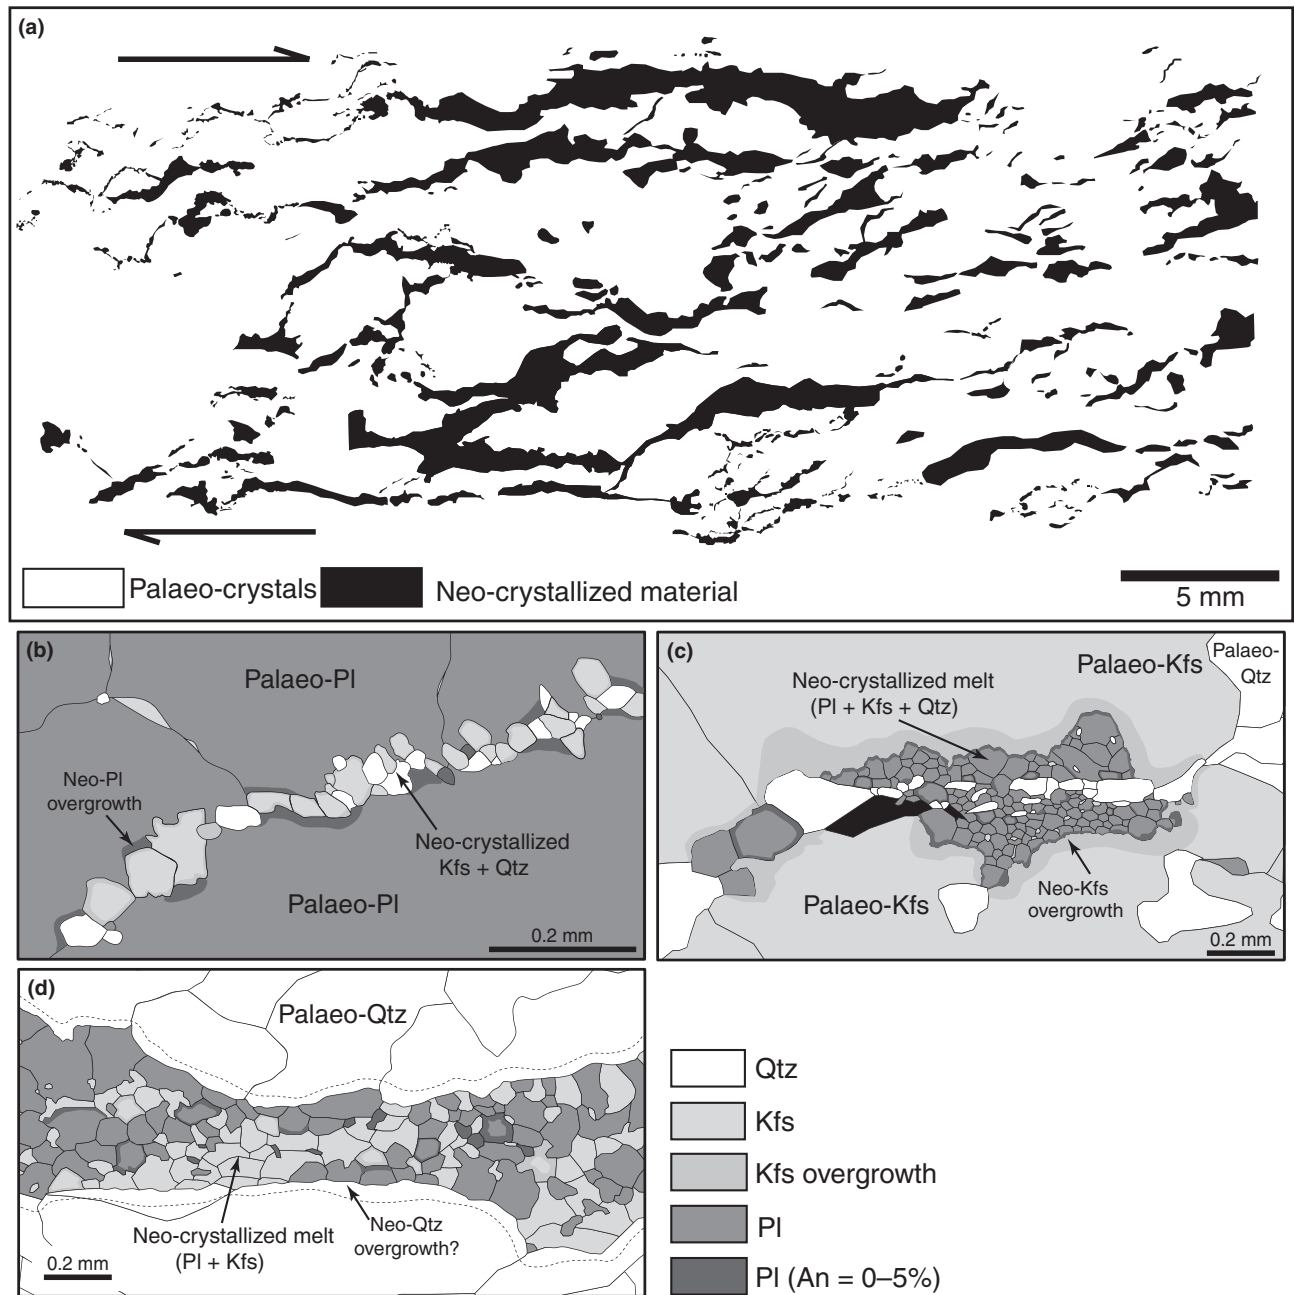 (a)
Palaeo-crystals
Neo-crystallized material
5 mm
(b)
Palaeo-Pl
Neo-Pl
overgrowth
Neo-crystallized
Kfs + Qtz
Palaeo-Pl
0.2 mm
(c)
Palaeo-Kfs
Palaeo-
Qtz
Neo-crystallized melt
(Pl + Kfs + Qtz)
Palaeo-Kfs
Neo-Kfs
overgrowth
0.2 mm
(d)
Palaeo-Qtz
Neo-crystallized melt
(Pl + Kfs)
Neo-Qtz
overgrowth?
0.2 mm
Qtz
Kfs
Kfs overgrowth
Pl
Pl (An = 0–5%)